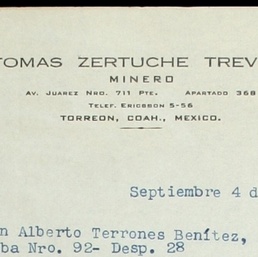 TOMAS ZERTUCHE TREV
MINERO
AV. JUAREZ NRO. 711 PTE. APARTADO 368
TELEF. ERICSSON 5-56
TORREON, COAH., MEXICO.
Septiembre 4 d
n Alberto Terrones Benítez,
ba Nro. 92- Desp. 28